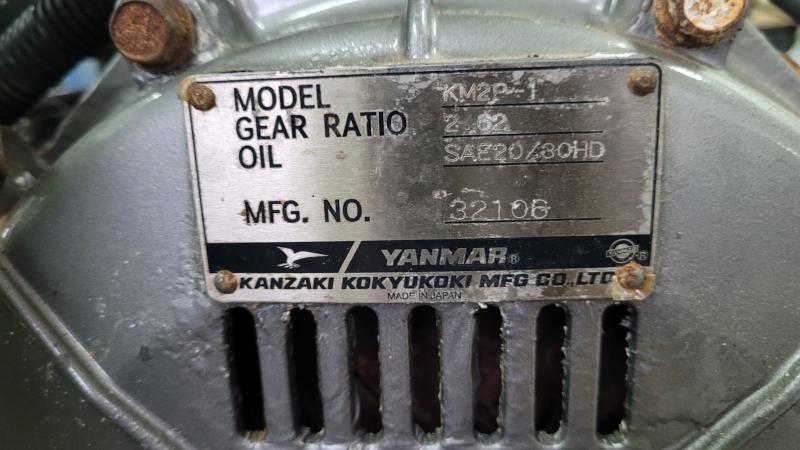 MODEL KM2P-1
GEAR RATIO 2.62
OIL SAE20/30HD
MFG. NO. 32106
YANMAR®
KANZAKI KOKYUKOKI MFG CO.,LTD
MADE IN JAPAN